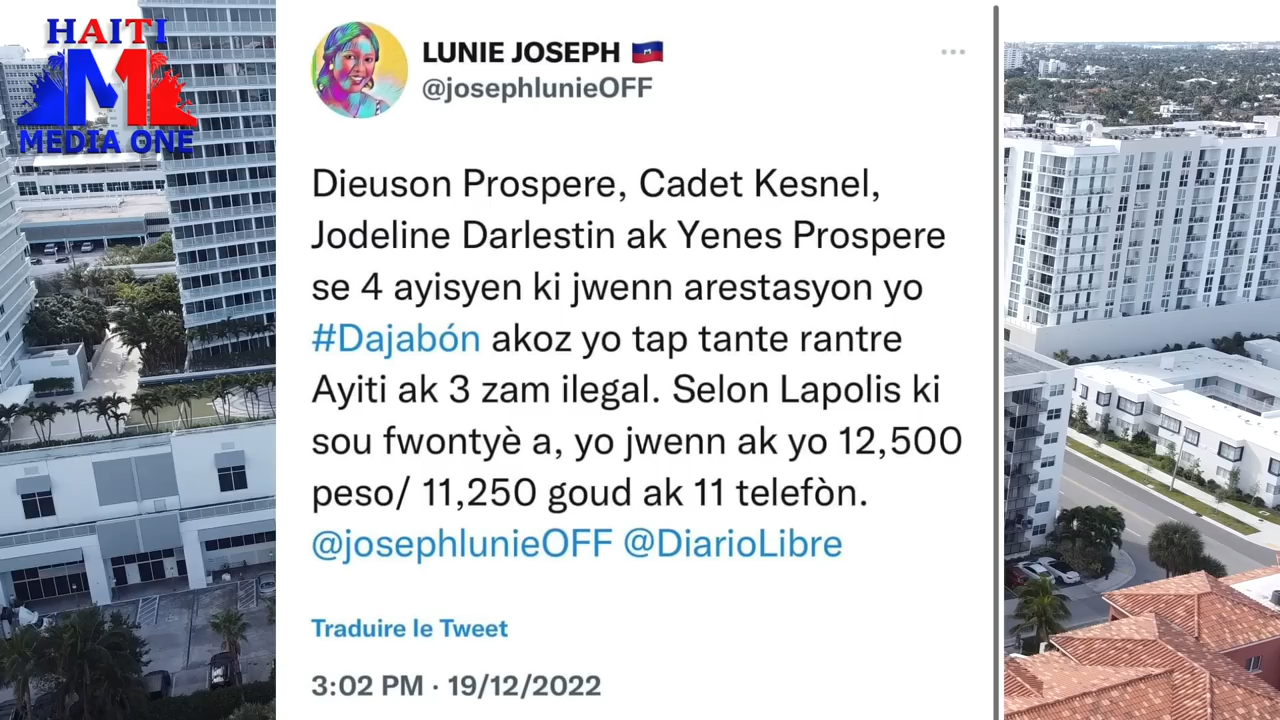 HAITI
M
MEDIA ONE
LUNIE JOSEPH
@josephlunieOFF
Dieuson Prospere, Cadet Kesnel,
Jodeline Darlestin ak Yenes Prospere
se 4 ayisyen ki jwenn arestasyon yo
#Dajabón akoz yo tap tante rantre
Ayiti ak 3 zam ilegal. Selon Lapolis ki
sou fwontyè a, yo jwenn ak yo 12,500
peso/ 11,250 goud ak 11 telefòn.
@josephlunieOFF @DiarioLibre
Traduire le Tweet
3:02 PM · 19/12/2022